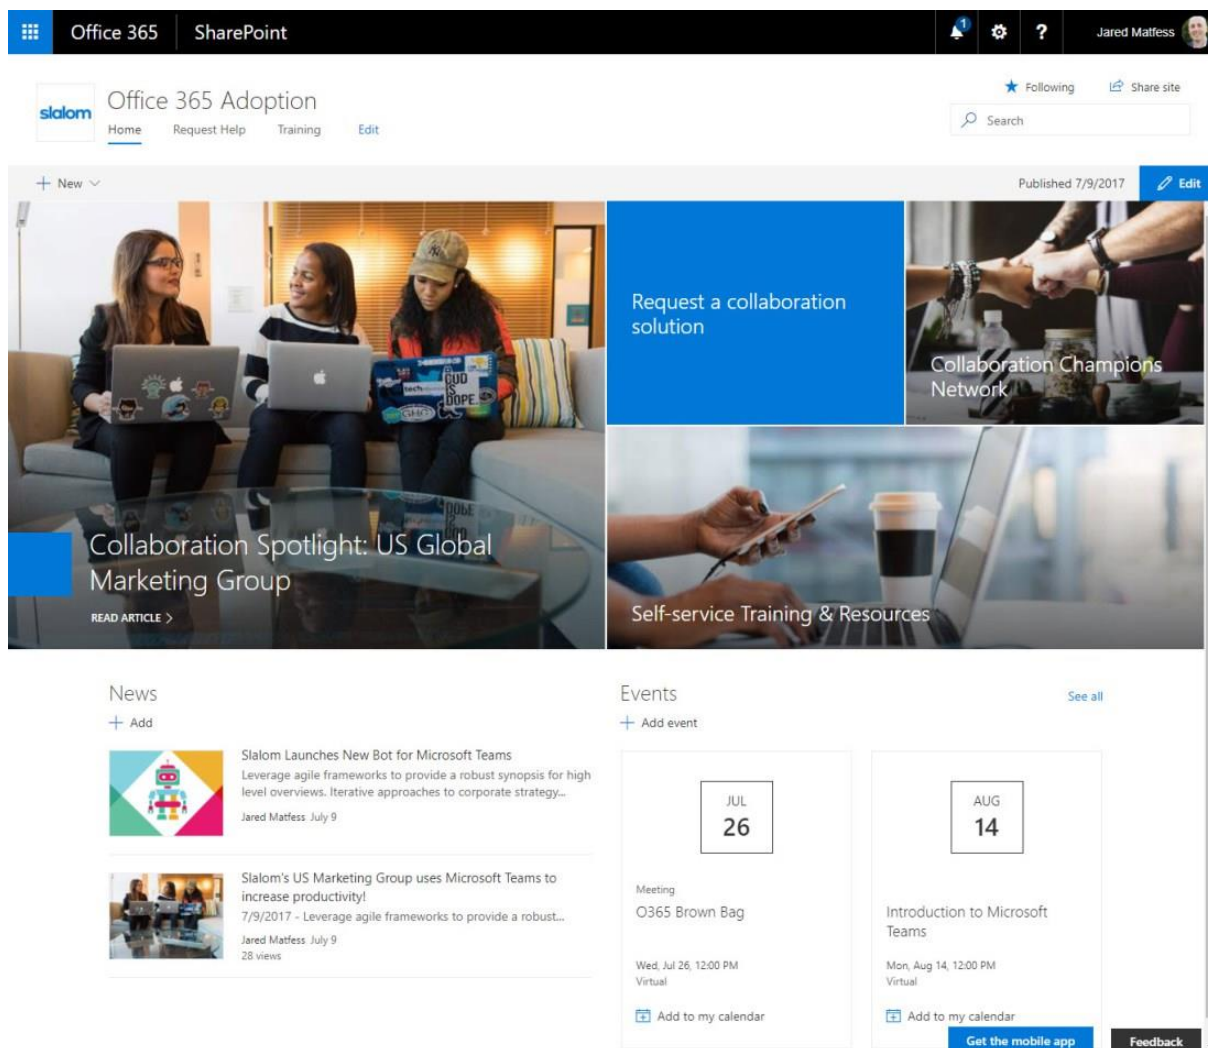 Office 365
SharePoint
1
?
Jared Matfess
slalom
Office 365 Adoption
Following
Share site
Home
Request Help
Training
Edit
Search
New
Published 7/9/2017
Edit
GOD
IS
DOPE
GHG
Request a collaboration
solution
Collaboration Champions
Network
Collaboration Spotlight: US Global
Marketing Group
READ ARTICLE >
Self-service Training & Resources
News
Add
Slalom Launches New Bot for Microsoft Teams
Leverage agile frameworks to provide a robust synopsis for high
level overviews. Iterative approaches to corporate strategy...
Jared Matfess July 9
Slalom's US Marketing Group uses Microsoft Teams to
increase productivity!
7/9/2017 - Leverage agile frameworks to provide a robust...
Jared Matfess July 9
28 views
Events
See all
Add event
JUL
26
Meeting
O365 Brown Bag
Wed, Jul 26, 12:00 PM
Virtual
Add to my calendar
AUG
14
Introduction to Microsoft
Teams
Mon, Aug 14, 12:00 PM
Virtual
Add to my calendar
Get the mobile app
Feedback